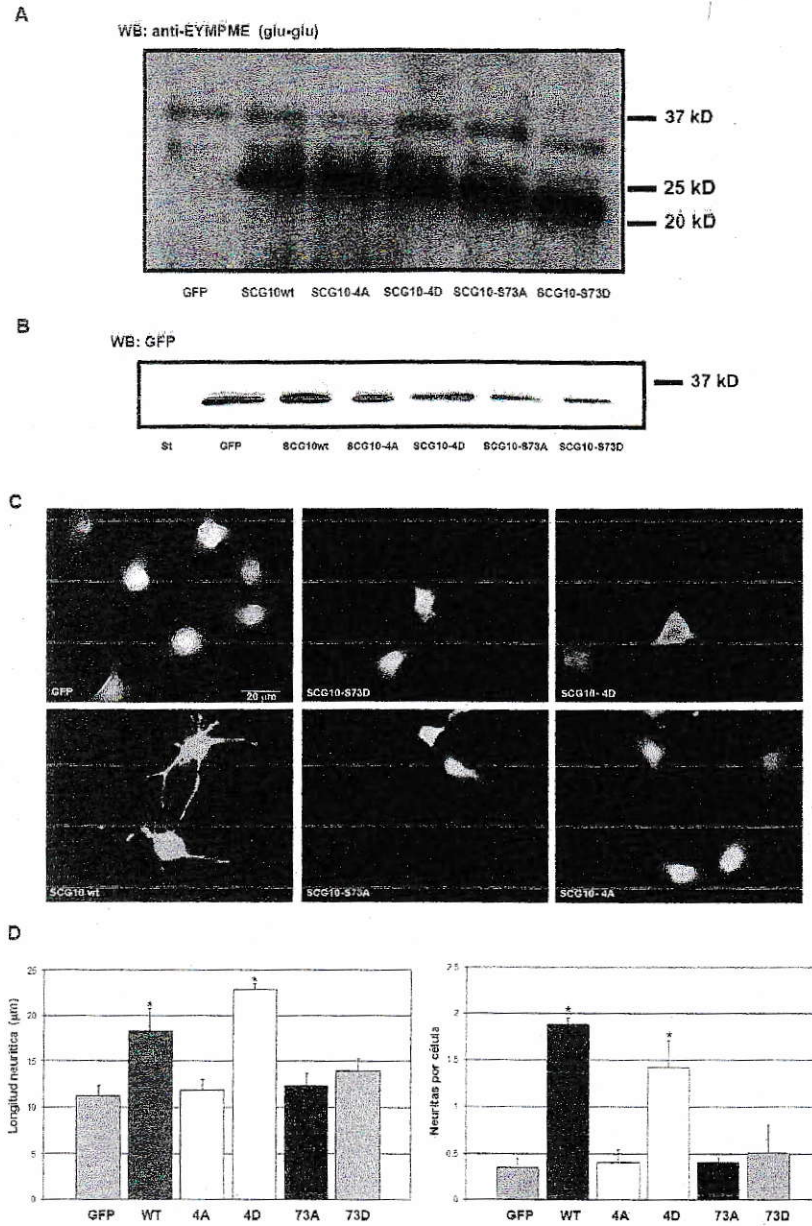 A
WB: anti-EYMPME (glu-glu)
37 kD
25 kD
20 kD
GFP SCG10wt SCG10-4A SCG10-4D SCG10-S73A SCG10-S73D
B
WB: GFP
37 kD
St GFP SCG10wt SCG10-4A SCG10-4D SCG10-S73A SCG10-S73D
C
GFP
20 µm
SCG10-S73D
SCG10- 4D
SCG10 wt
SCG10-S73A
SCG10- 4A
D
Longitud neuritica (µm)
25
20
15
10
5
0
* *
GFP WT 4A 4D 73A 73D
Neuritas por célula
2.5
2
1.5
1
0.5
0
* *
GFP WT 4A 4D 73A 73D